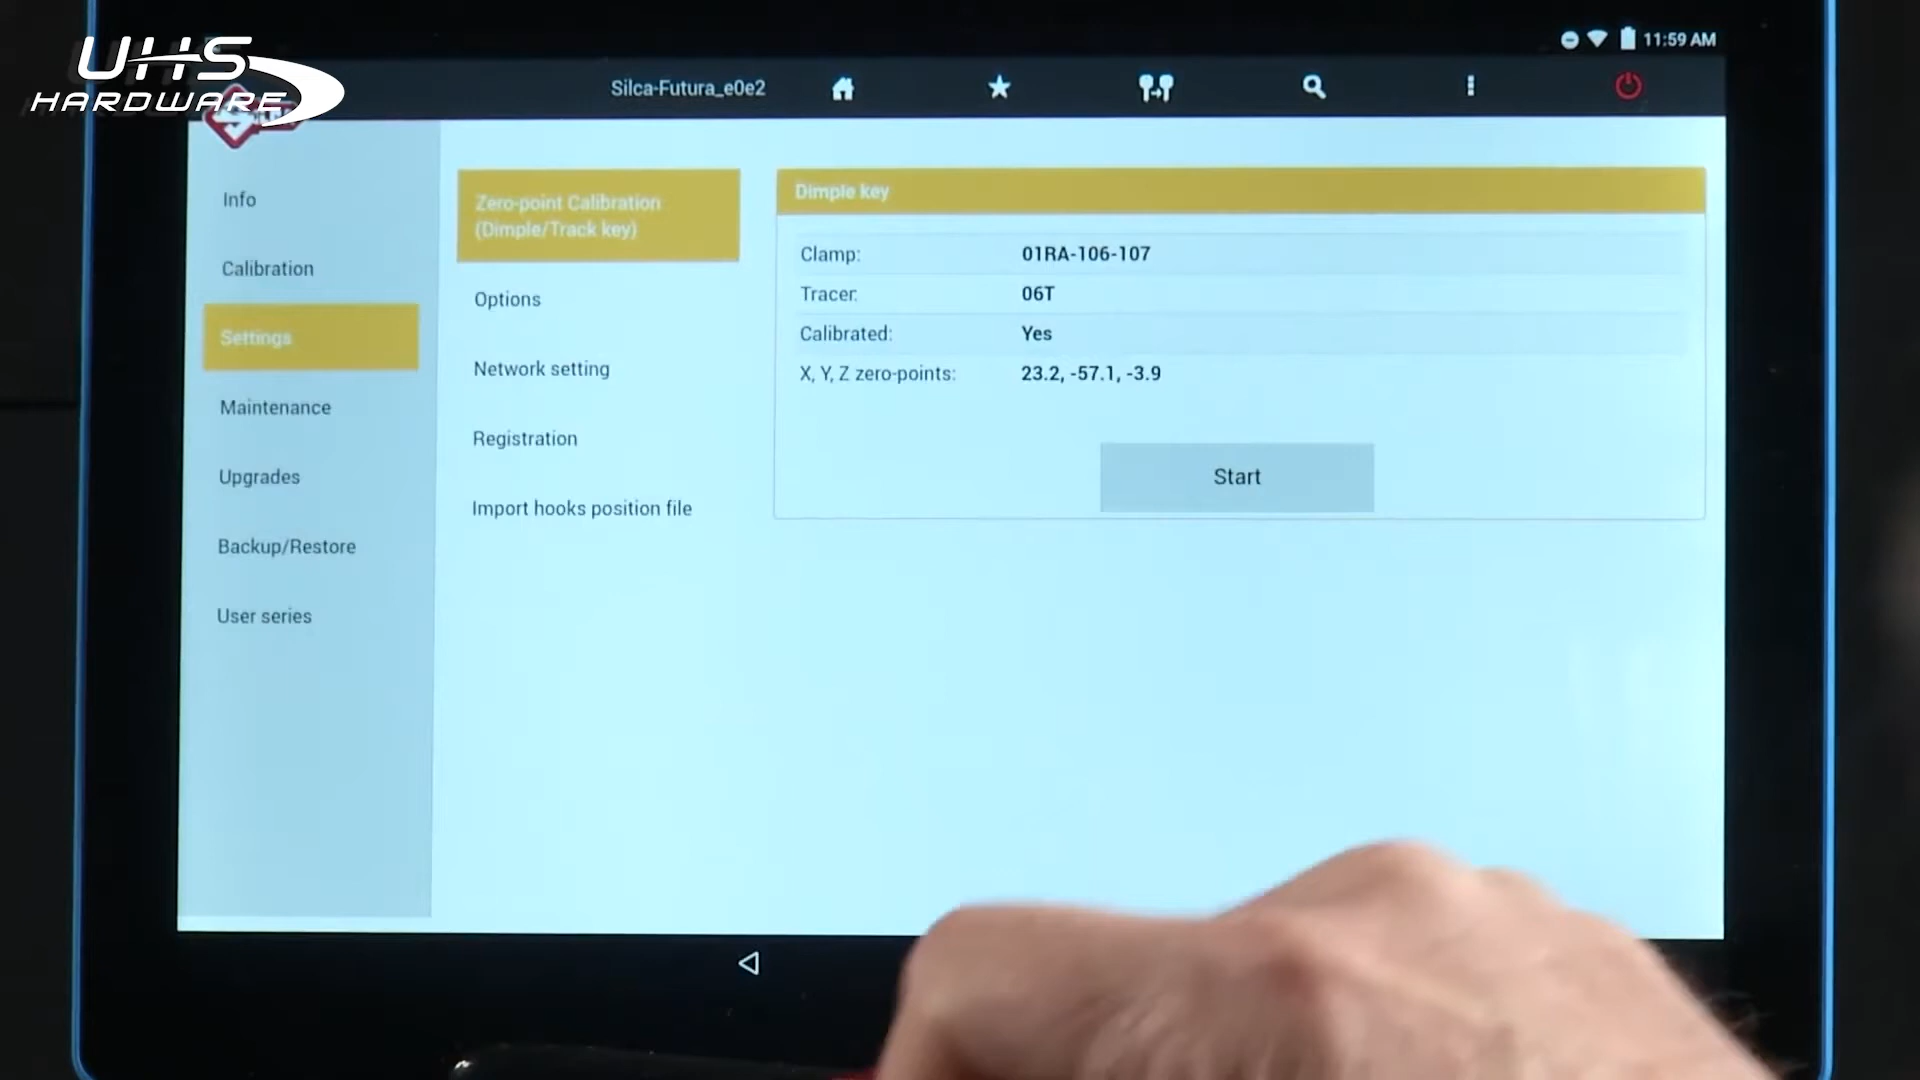 UHS
HARDWARE
11:59 AM
Silca-Futura_e0e2
Info
Calibration
Settings
Maintenance
Upgrades
Backup/Restore
User series
Zero-point Calibration
(Dimple/Track key)
Options
Network setting
Registration
Import hooks position file
Dimple key
Clamp: 01RA-106-107
Tracer: 06T
Calibrated: Yes
X, Y, Z zero-points: 23.2, -57.1, -3.9
Start